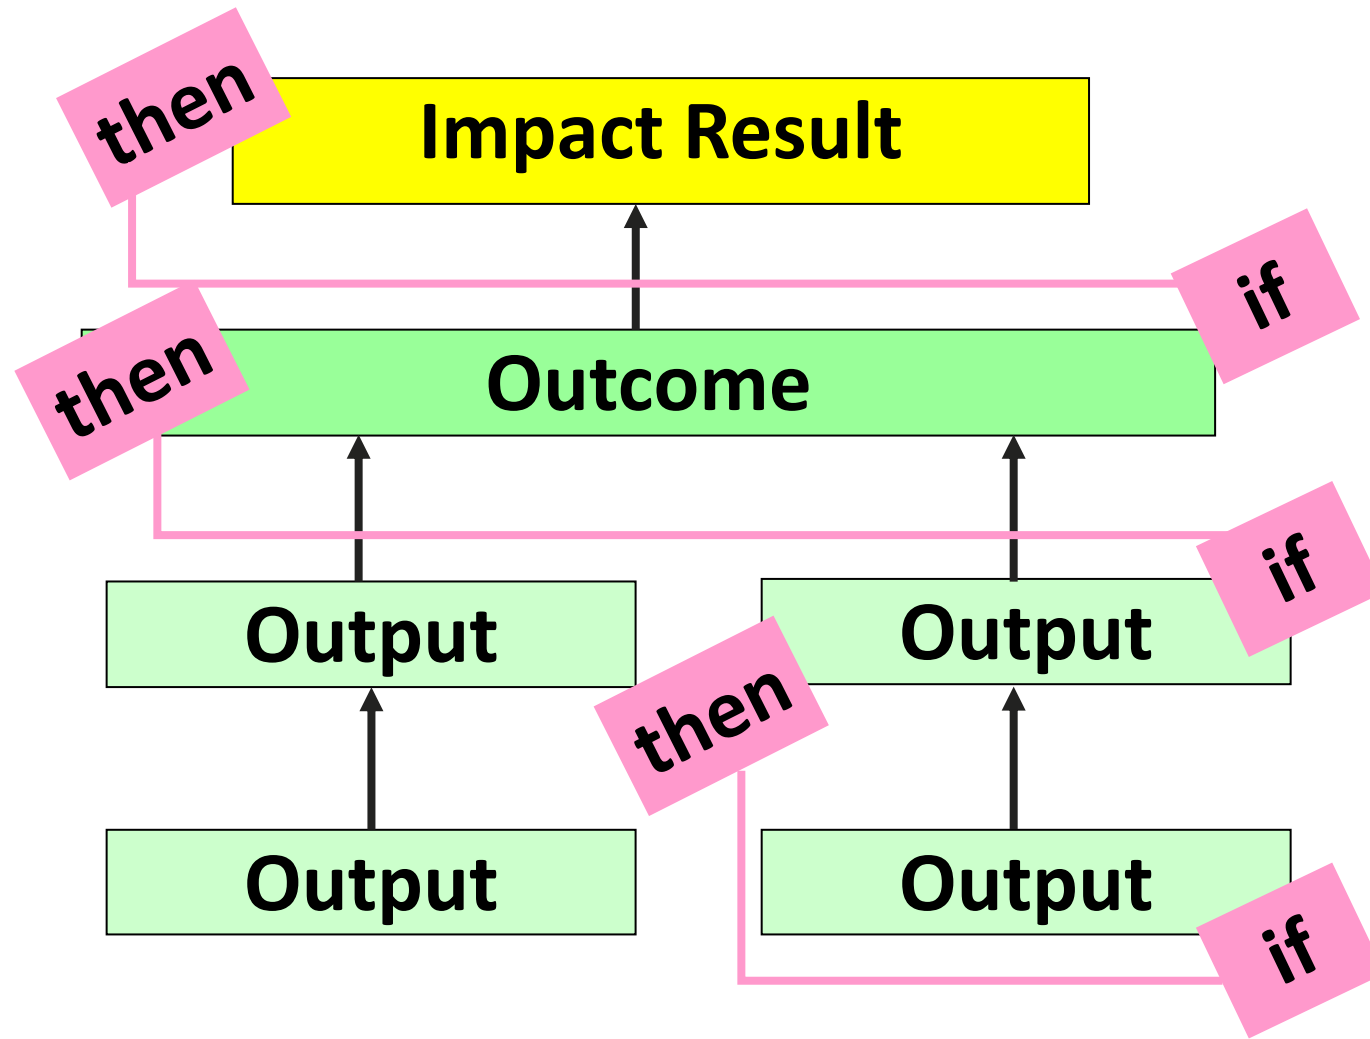 then
Impact Result
if
then
Outcome
if
Output
Output
then
Output
Output
if